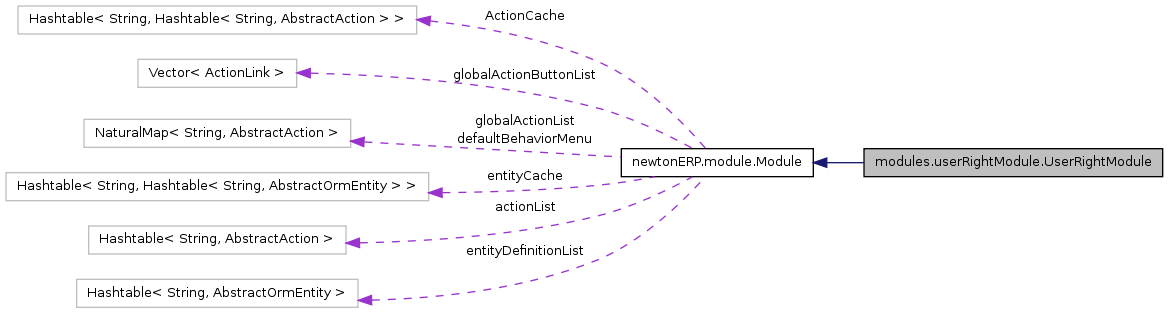 Hashtable< String, Hashtable< String, AbstractAction > >
ActionCache
Vector< ActionLink >
globalActionButtonList
NaturalMap< String, AbstractAction >
globalActionList
defaultBehaviorMenu
newtonERP.module.Module
modules.userRightModule.UserRightModule
Hashtable< String, Hashtable< String, AbstractOrmEntity > >
entityCache
Hashtable< String, AbstractAction >
actionList
Hashtable< String, AbstractOrmEntity >
entityDefinitionList